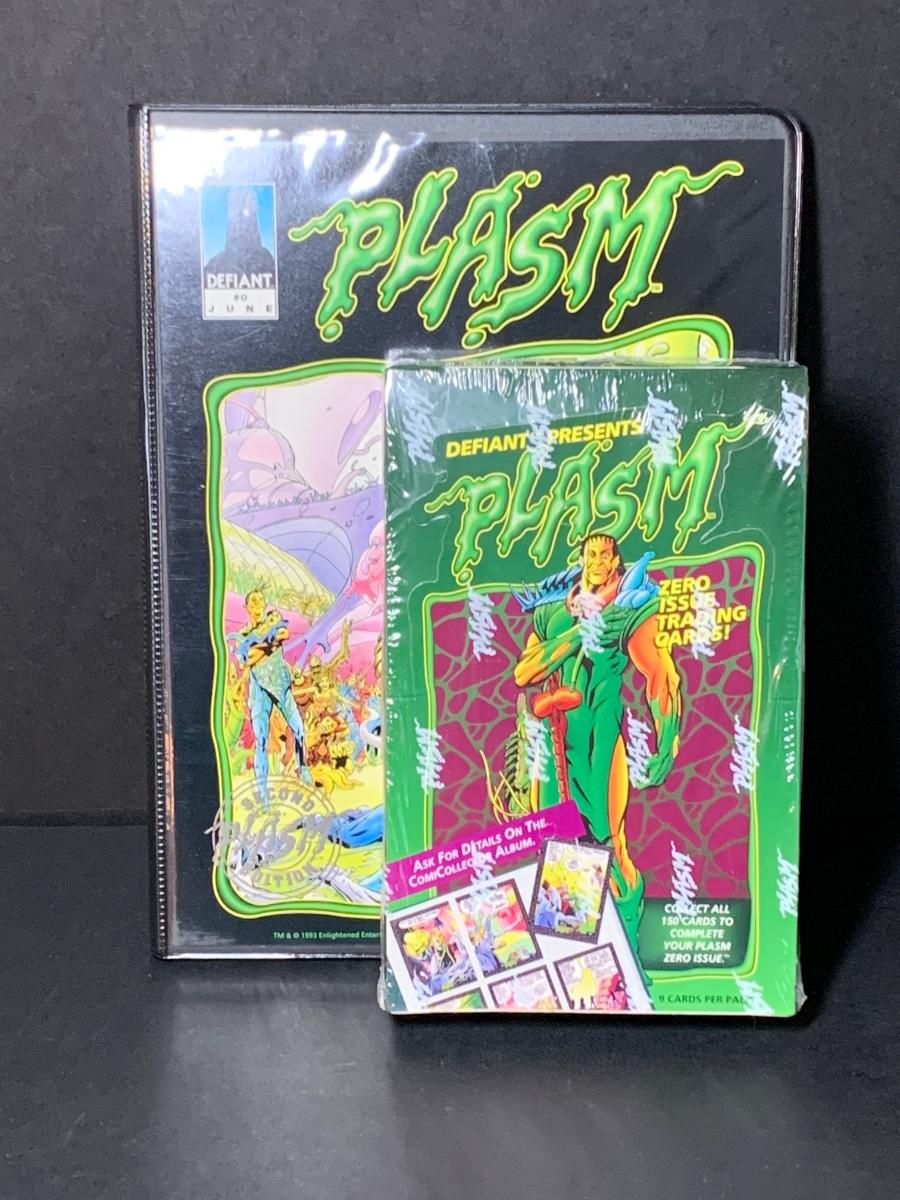 PLASM
DEFIANT
#0
JUNE
SECOND
PLASM
EDITION
TM & © 1993 Enlightened Enter
DEFIANT PRESENTS
PLASM
ZERO
ISSUE
TRADING
CARDS!
ASK FOR DETAILS ON THE
COMICOLLECTOR ALBUM.
COLLECT ALL
150 CARDS TO
COMPLETE
YOUR PLASM
ZERO ISSUE.™
9 CARDS PER PACK